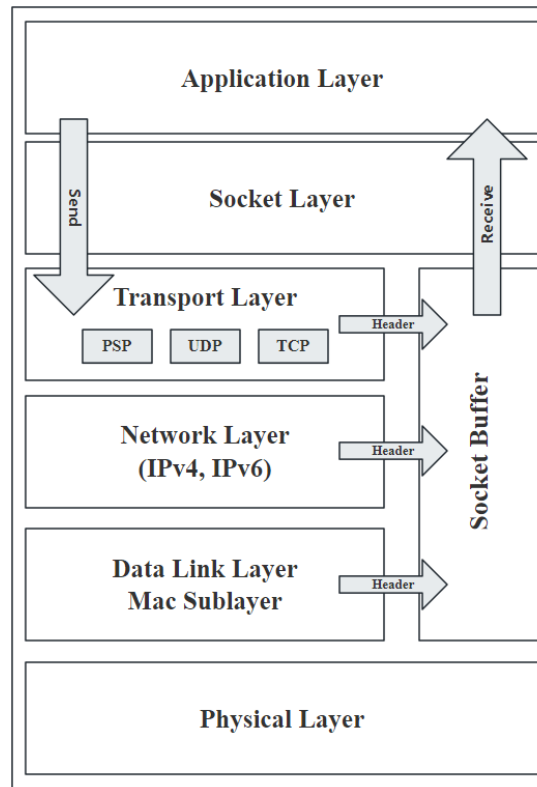 Application Layer
Send
Socket Layer
Receive
Transport Layer
PSP
UDP
TCP
Header
Network Layer
(IPv4, IPv6)
Header
Data Link Layer
Mac Sublayer
Header
Socket Buffer
Physical Layer